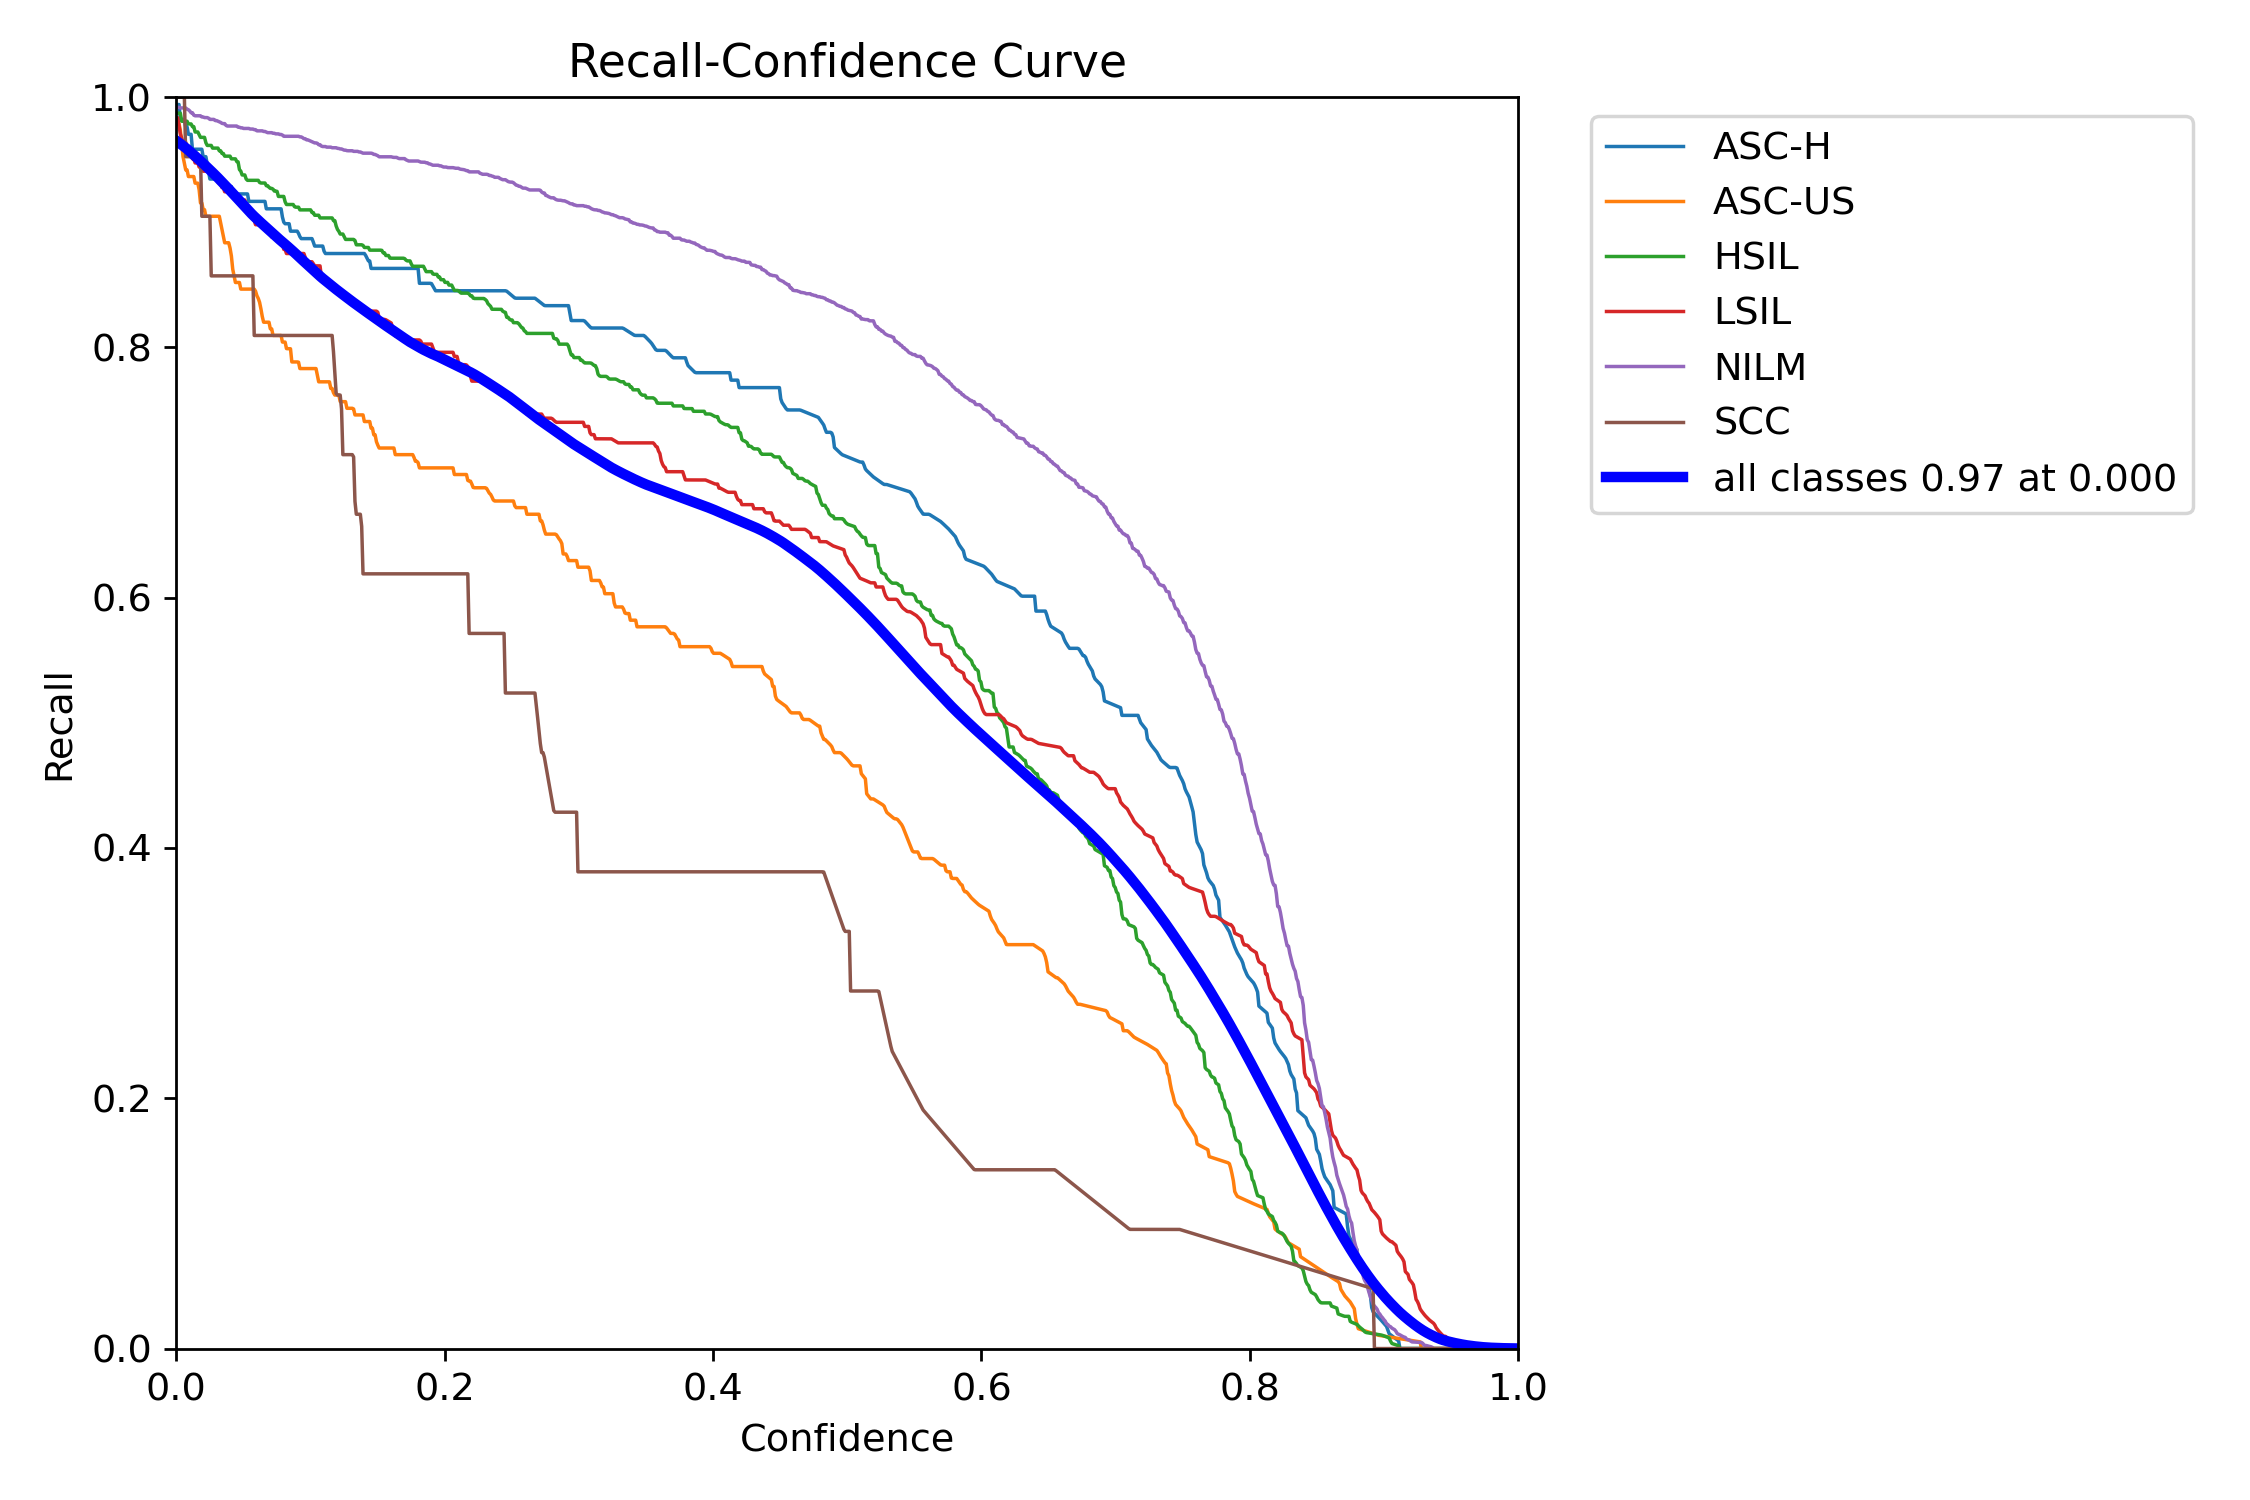 Recall-Confidence Curve
1.0
0.8
0.6
0.4
0.2
0.0
Recall
0.0 0.2 0.4 0.6 0.8 1.0
Confidence
ASC-H
ASC-US
HSIL
LSIL
NILM
SCC
all classes 0.97 at 0.000